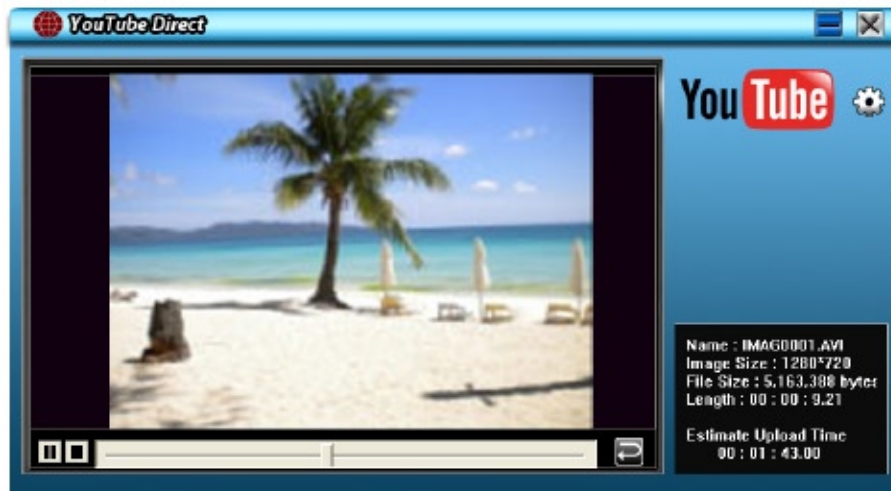 YouTube Direct
YouTube
Name : IMAG0001.AVI
Image Size : 1280*720
File Size : 5,163,388 bytes
Length : 00 : 00 : 9.21
Estimate Upload Time
00 : 01 : 43.00